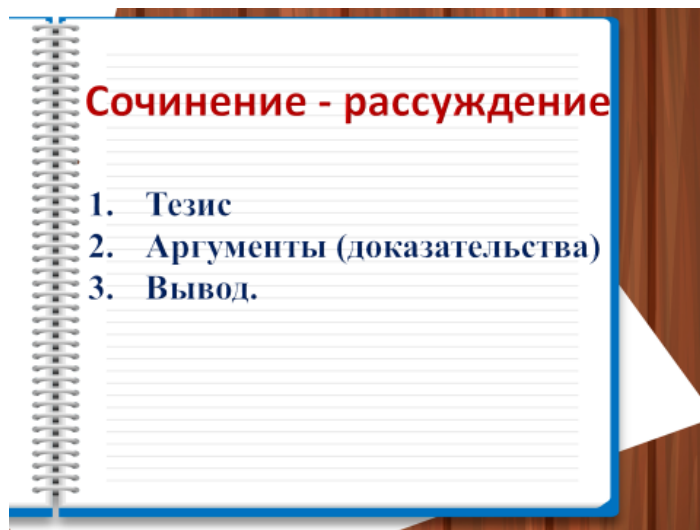 Сочинение - рассуждение
1. Тезис
2. Аргументы (доказательства)
3. Вывод.